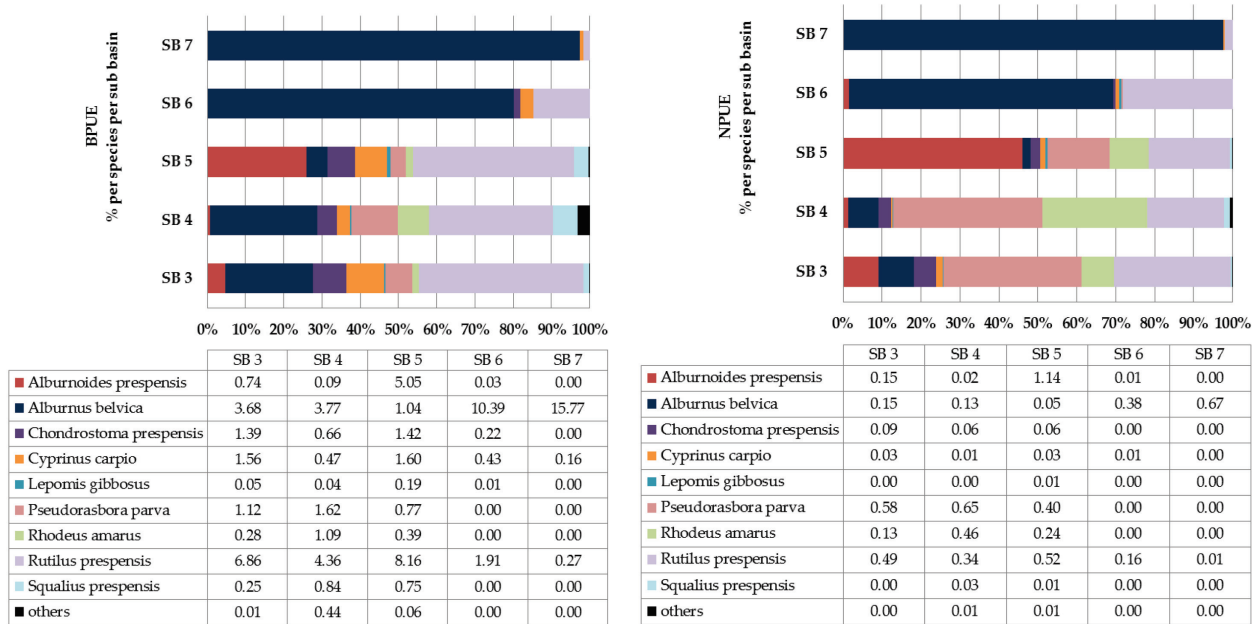 BPUE
% per species per sub basin
SB 7
SB 6
SB 5
SB 4
SB 3
0% 10% 20% 30% 40% 50% 60% 70% 80% 90% 100%
SB 3 SB 4 SB 5 SB 6 SB 7
Alburnoides prespensis 0.74 0.09 5.05 0.03 0.00
Alburnus belvica 3.68 3.77 1.04 10.39 15.77
Chondrostoma prespensis 1.39 0.66 1.42 0.22 0.00
Cyprinus carpio 1.56 0.47 1.60 0.43 0.16
Lepomis gibbosus 0.05 0.04 0.19 0.01 0.00
Pseudorasbora parva 1.12 1.62 0.77 0.00 0.00
Rhodeus amarus 0.28 1.09 0.39 0.00 0.00
Rutilus prespensis 6.86 4.36 8.16 1.91 0.27
Squalius prespensis 0.25 0.84 0.75 0.00 0.00
others 0.01 0.44 0.06 0.00 0.00
NPUE
% per species per sub basin
SB 7
SB 6
SB 5
SB 4
SB 3
0% 10% 20% 30% 40% 50% 60% 70% 80% 90% 100%
SB 3 SB 4 SB 5 SB 6 SB 7
Alburnoides prespensis 0.15 0.02 1.14 0.01 0.00
Alburnus belvica 0.15 0.13 0.05 0.38 0.67
Chondrostoma prespensis 0.09 0.06 0.06 0.00 0.00
Cyprinus carpio 0.03 0.01 0.03 0.01 0.00
Lepomis gibbosus 0.00 0.00 0.01 0.00 0.00
Pseudorasbora parva 0.58 0.65 0.40 0.00 0.00
Rhodeus amarus 0.13 0.46 0.24 0.00 0.00
Rutilus prespensis 0.49 0.34 0.52 0.16 0.01
Squalius prespensis 0.00 0.03 0.01 0.00 0.00
others 0.00 0.01 0.01 0.00 0.00